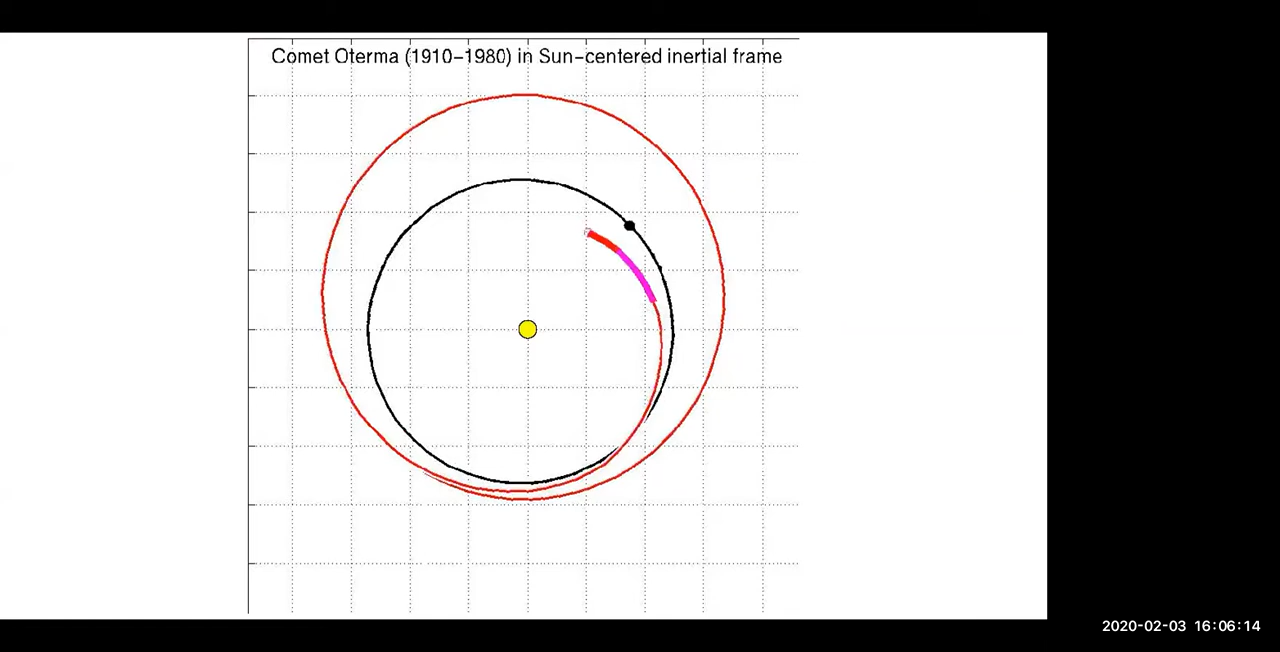 Comet Oterma (1910–1980) in Sun–centered inertial frame
2020-02-03 16:06:14